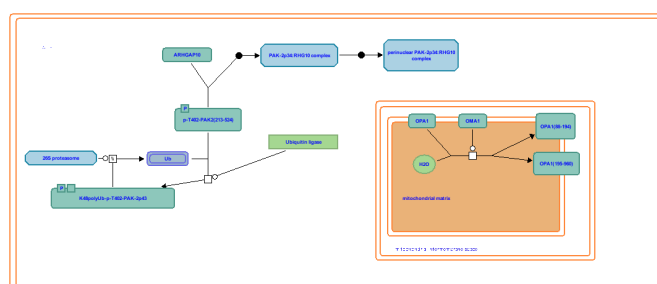 ARHGAP10
PAK-2p34:RHG10
complex
perinuclear PAK-2p34:RHG10
complex
P
p-T402-PAK2(213-524)
Ubiquitin ligase
26S proteasome
Ub
P
K48polyUb-p-T402-PAK-2p43
OPA1
OMA1
OPA1(88-194)
H2O
OPA1(195-960)
mitochondrial matrix